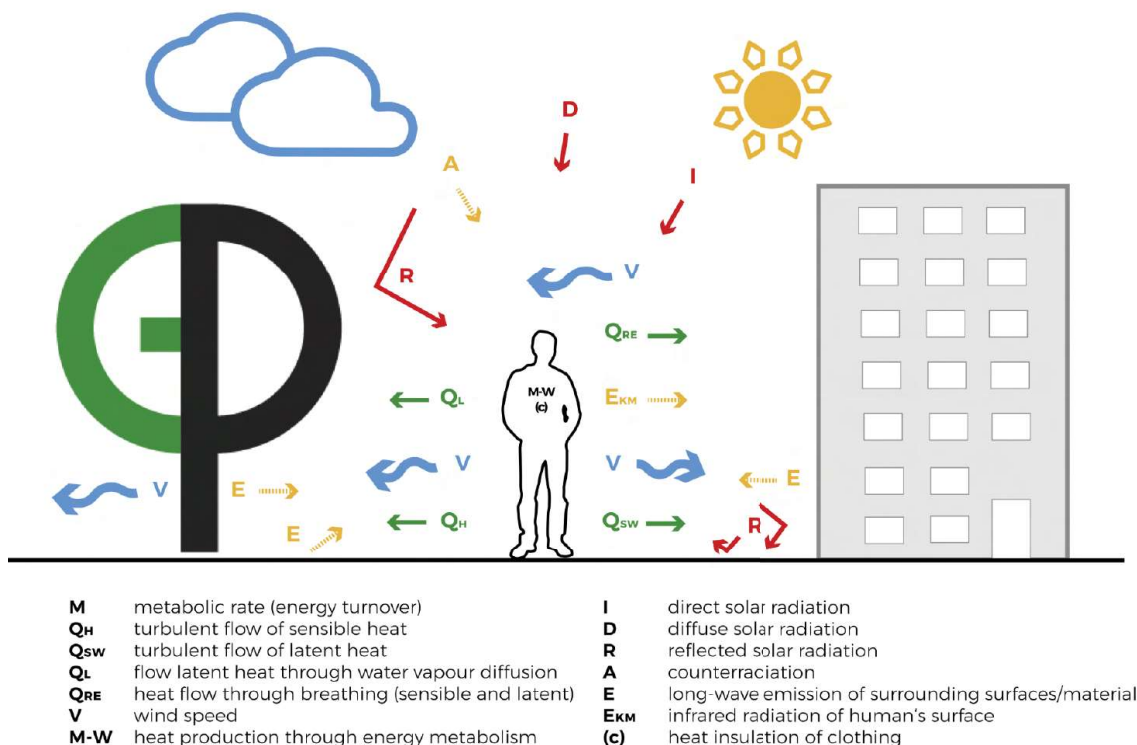 D
A
I
R
V
QRE
M-W
(c)
QL
EKM
V
E
V
V
E
E
QH
QSW
R
M metabolic rate (energy turnover)
QH turbulent flow of sensible heat
QSW turbulent flow of latent heat
QL flow latent heat through water vapour diffusion
QRE heat flow through breathing (sensible and latent)
V wind speed
M-W heat production through energy metabolism
I direct solar radiation
D diffuse solar radiation
R reflected solar radiation
A counterraciation
E long-wave emission of surrounding surfaces/material
EKM infrared radiation of human's surface
(c) heat insulation of clothing